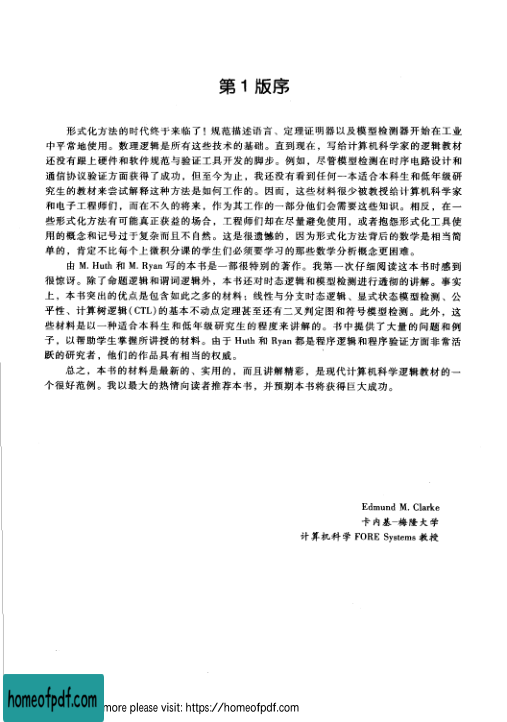 第 1 版序
形式化方法的时代终于来临了！规范描述语言、定理证明器以及模型检测器开始在工业
中平常地使用。数理逻辑是所有这些技术的基础。直到现在，写给计算机科学家的逻辑教材
还没有跟上硬件和软件规范与验证工具开发的脚步。例如，尽管模型检测在时序电路设计和
通信协议验证方面获得了成功，但至今为止，我还没有看到任何一本适合本科生和低年级研
究生的教材来尝试解释这种方法是如何工作的。因而，这些材料很少被教授给计算机科学家
和电子工程师们，而在不久的将来，作为其工作的一部分他们会需要这些知识。相反，在一
些形式化方法有可能真正获益的场合，工程师们却在尽量避免使用，或者抱怨形式化工具使
用的概念和记号过于复杂而且不自然。这是很遗憾的，因为形式化方法背后的数学是相当简
单的，肯定不比每个上微积分课的学生们必须要学习的那些数学分析概念更困难。
由 M. Huth 和 M. Ryan 写的本书是一部很特别的著作。我第一次仔细阅读这本书时感到
很惊讶。除了命题逻辑和谓词逻辑外，本书还对时态逻辑和模型检测进行了透彻的讲解。事实
上，本书突出的优点是包含如此之多的材料：线性与分支时态逻辑、显式状态模型检测、公
平性、计算树逻辑(CTL)的基本不动点定理甚至还有二叉判定图和符号模型检测。此外，这
些材料是以一种适合本科生和低年级研究生的程度来讲解的。书中提供了大量的问题和例
子，以帮助学生掌握所讲授的材料。由于 Huth 和 Ryan 都是程序逻辑和程序验证方面非常活
跃的研究者，他们的作品具有相当的权威。
总之，本书的材料是最新的、实用的，而且讲解精彩，是现代计算机科学逻辑教材的一
个很好范例。我以最大的热情向读者推荐本书，并预期本书将获得巨大成功。
Edmund M. Clarke
卡内基-梅隆大学
计算机科学 FORE Systems 教授
homeofpdf.com
more please visit: https://homeofpdf.com